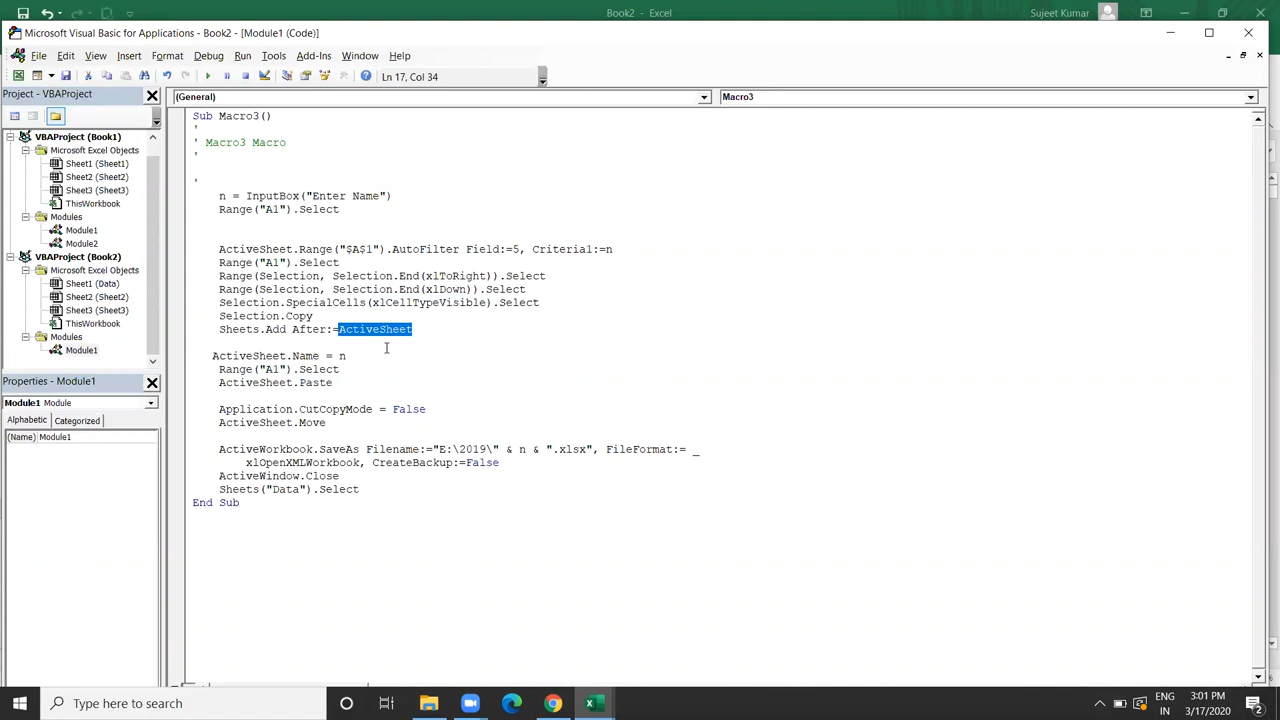 Book2 - Excel
Sujeet Kumar
Microsoft Visual Basic for Applications - Book2 - [Module1 (Code)]
File Edit View Insert Format Debug Run Tools Add-Ins Window Help
Ln 17, Col 34
Project - VBAProject
(General)
Macro3
VBAProject (Book1)
Microsoft Excel Objects
Sheet1 (Sheet1)
Sheet2 (Sheet2)
Sheet3 (Sheet3)
ThisWorkbook
Modules
Module1
Module2
VBAProject (Book2)
Microsoft Excel Objects
Sheet1 (Data)
Sheet2 (Sheet2)
Sheet3 (Sheet3)
ThisWorkbook
Modules
Module1
Properties - Module1
Module1 Module
Alphabetic Categorized
(Name) Module1
Sub Macro3()
'
' Macro3 Macro
'
'
n = InputBox("Enter Name")
Range("A1").Select
ActiveSheet.Range("$A$1").AutoFilter Field:=5, Criteria1:=n
Range("A1").Select
Range(Selection, Selection.End(xlToRight)).Select
Range(Selection, Selection.End(xlDown)).Select
Selection.SpecialCells(xlCellTypeVisible).Select
Selection.Copy
Sheets.Add After:=ActiveSheet
ActiveSheet.Name = n
Range("A1").Select
ActiveSheet.Paste
Application.CutCopyMode = False
ActiveSheet.Move
ActiveWorkbook.SaveAs Filename:="E:\2019\" & n & ".xlsx", FileFormat:= _
xlOpenXMLWorkbook, CreateBackup:=False
ActiveWindow.Close
Sheets("Data").Select
End Sub
Type here to search
ENG
IN
3:01 PM
3/17/2020
2